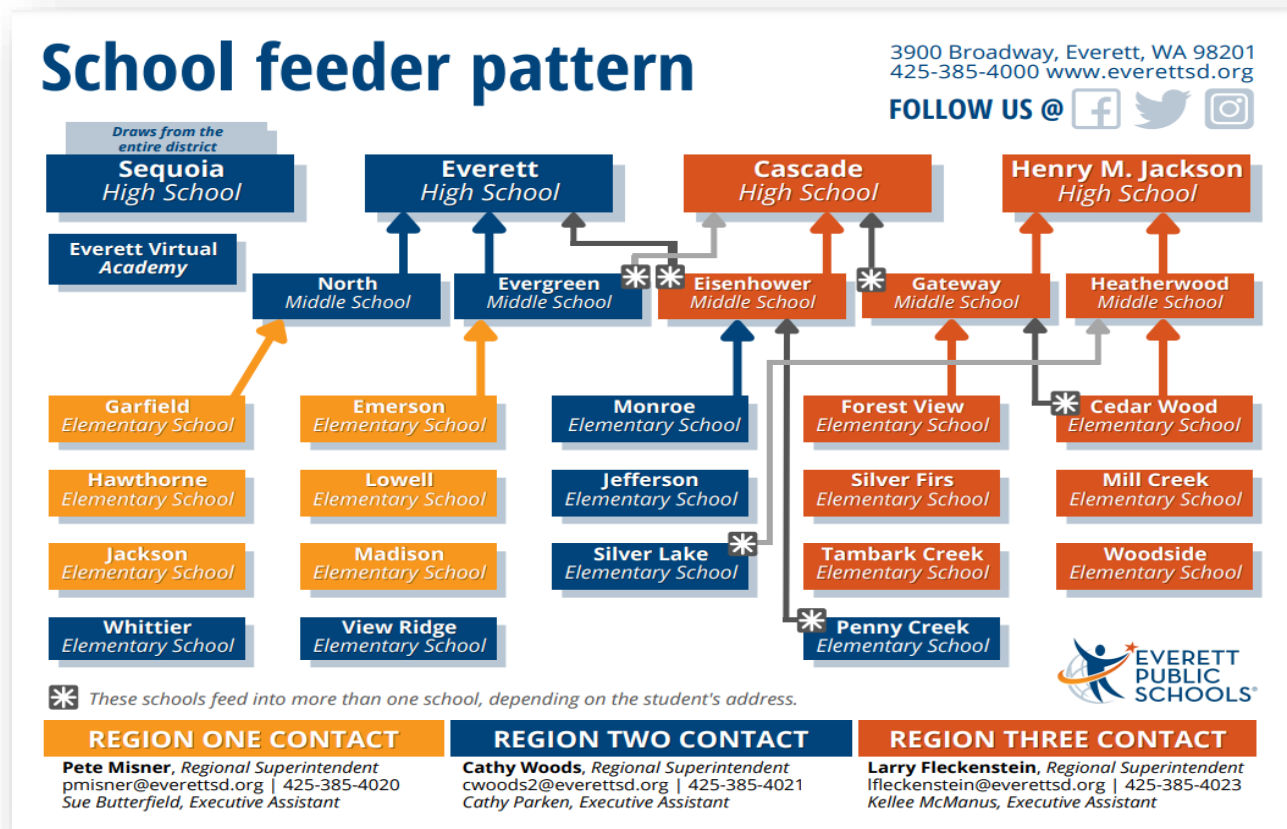 School feeder pattern
3900 Broadway, Everett, WA 98201
425-385-4000 www.everettsd.org
FOLLOW US @
Draws from the
entire district
Sequoia
High School
Everett
High School
Cascade
High School
Henry M. Jackson
High School
Everett Virtual
Academy
North
Middle School
Evergreen
Middle School
Eisenhower
Middle School
Gateway
Middle School
Heatherwood
Middle School
Garfield
Elementary School
Emerson
Elementary School
Monroe
Elementary School
Forest View
Elementary School
Cedar Wood
Elementary School
Hawthorne
Elementary School
Lowell
Elementary School
Jefferson
Elementary School
Silver Firs
Elementary School
Mill Creek
Elementary School
Jackson
Elementary School
Madison
Elementary School
Silver Lake
Elementary School
Tambark Creek
Elementary School
Woodside
Elementary School
Whittier
Elementary School
View Ridge
Elementary School
Penny Creek
Elementary School
EVERETT
PUBLIC
SCHOOLS®
These schools feed into more than one school, depending on the student's address.
REGION ONE CONTACT
Pete Misner, Regional Superintendent
pmisner@everettsd.org | 425-385-4020
Sue Butterfield, Executive Assistant
REGION TWO CONTACT
Cathy Woods, Regional Superintendent
cwoods2@everettsd.org | 425-385-4021
Cathy Parken, Executive Assistant
REGION THREE CONTACT
Larry Fleckenstein, Regional Superintendent
lfleckenstein@everettsd.org | 425-385-4023
Kellee McManus, Executive Assistant